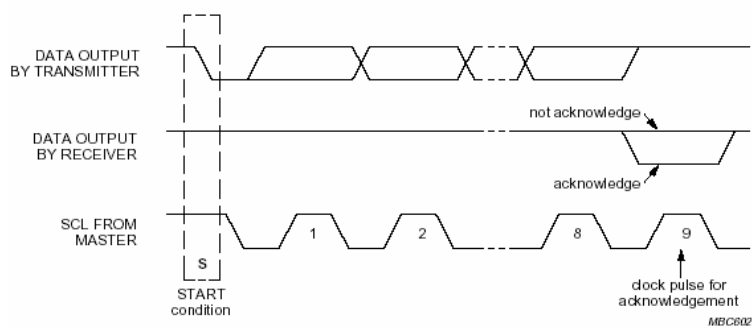 DATA OUTPUT
BY TRANSMITTER
not acknowledge
DATA OUTPUT
BY RECEIVER
acknowledge
SCL FROM
MASTER
1
2
8
9
S
START
condition
clock pulse for
acknowledgement
MBC602